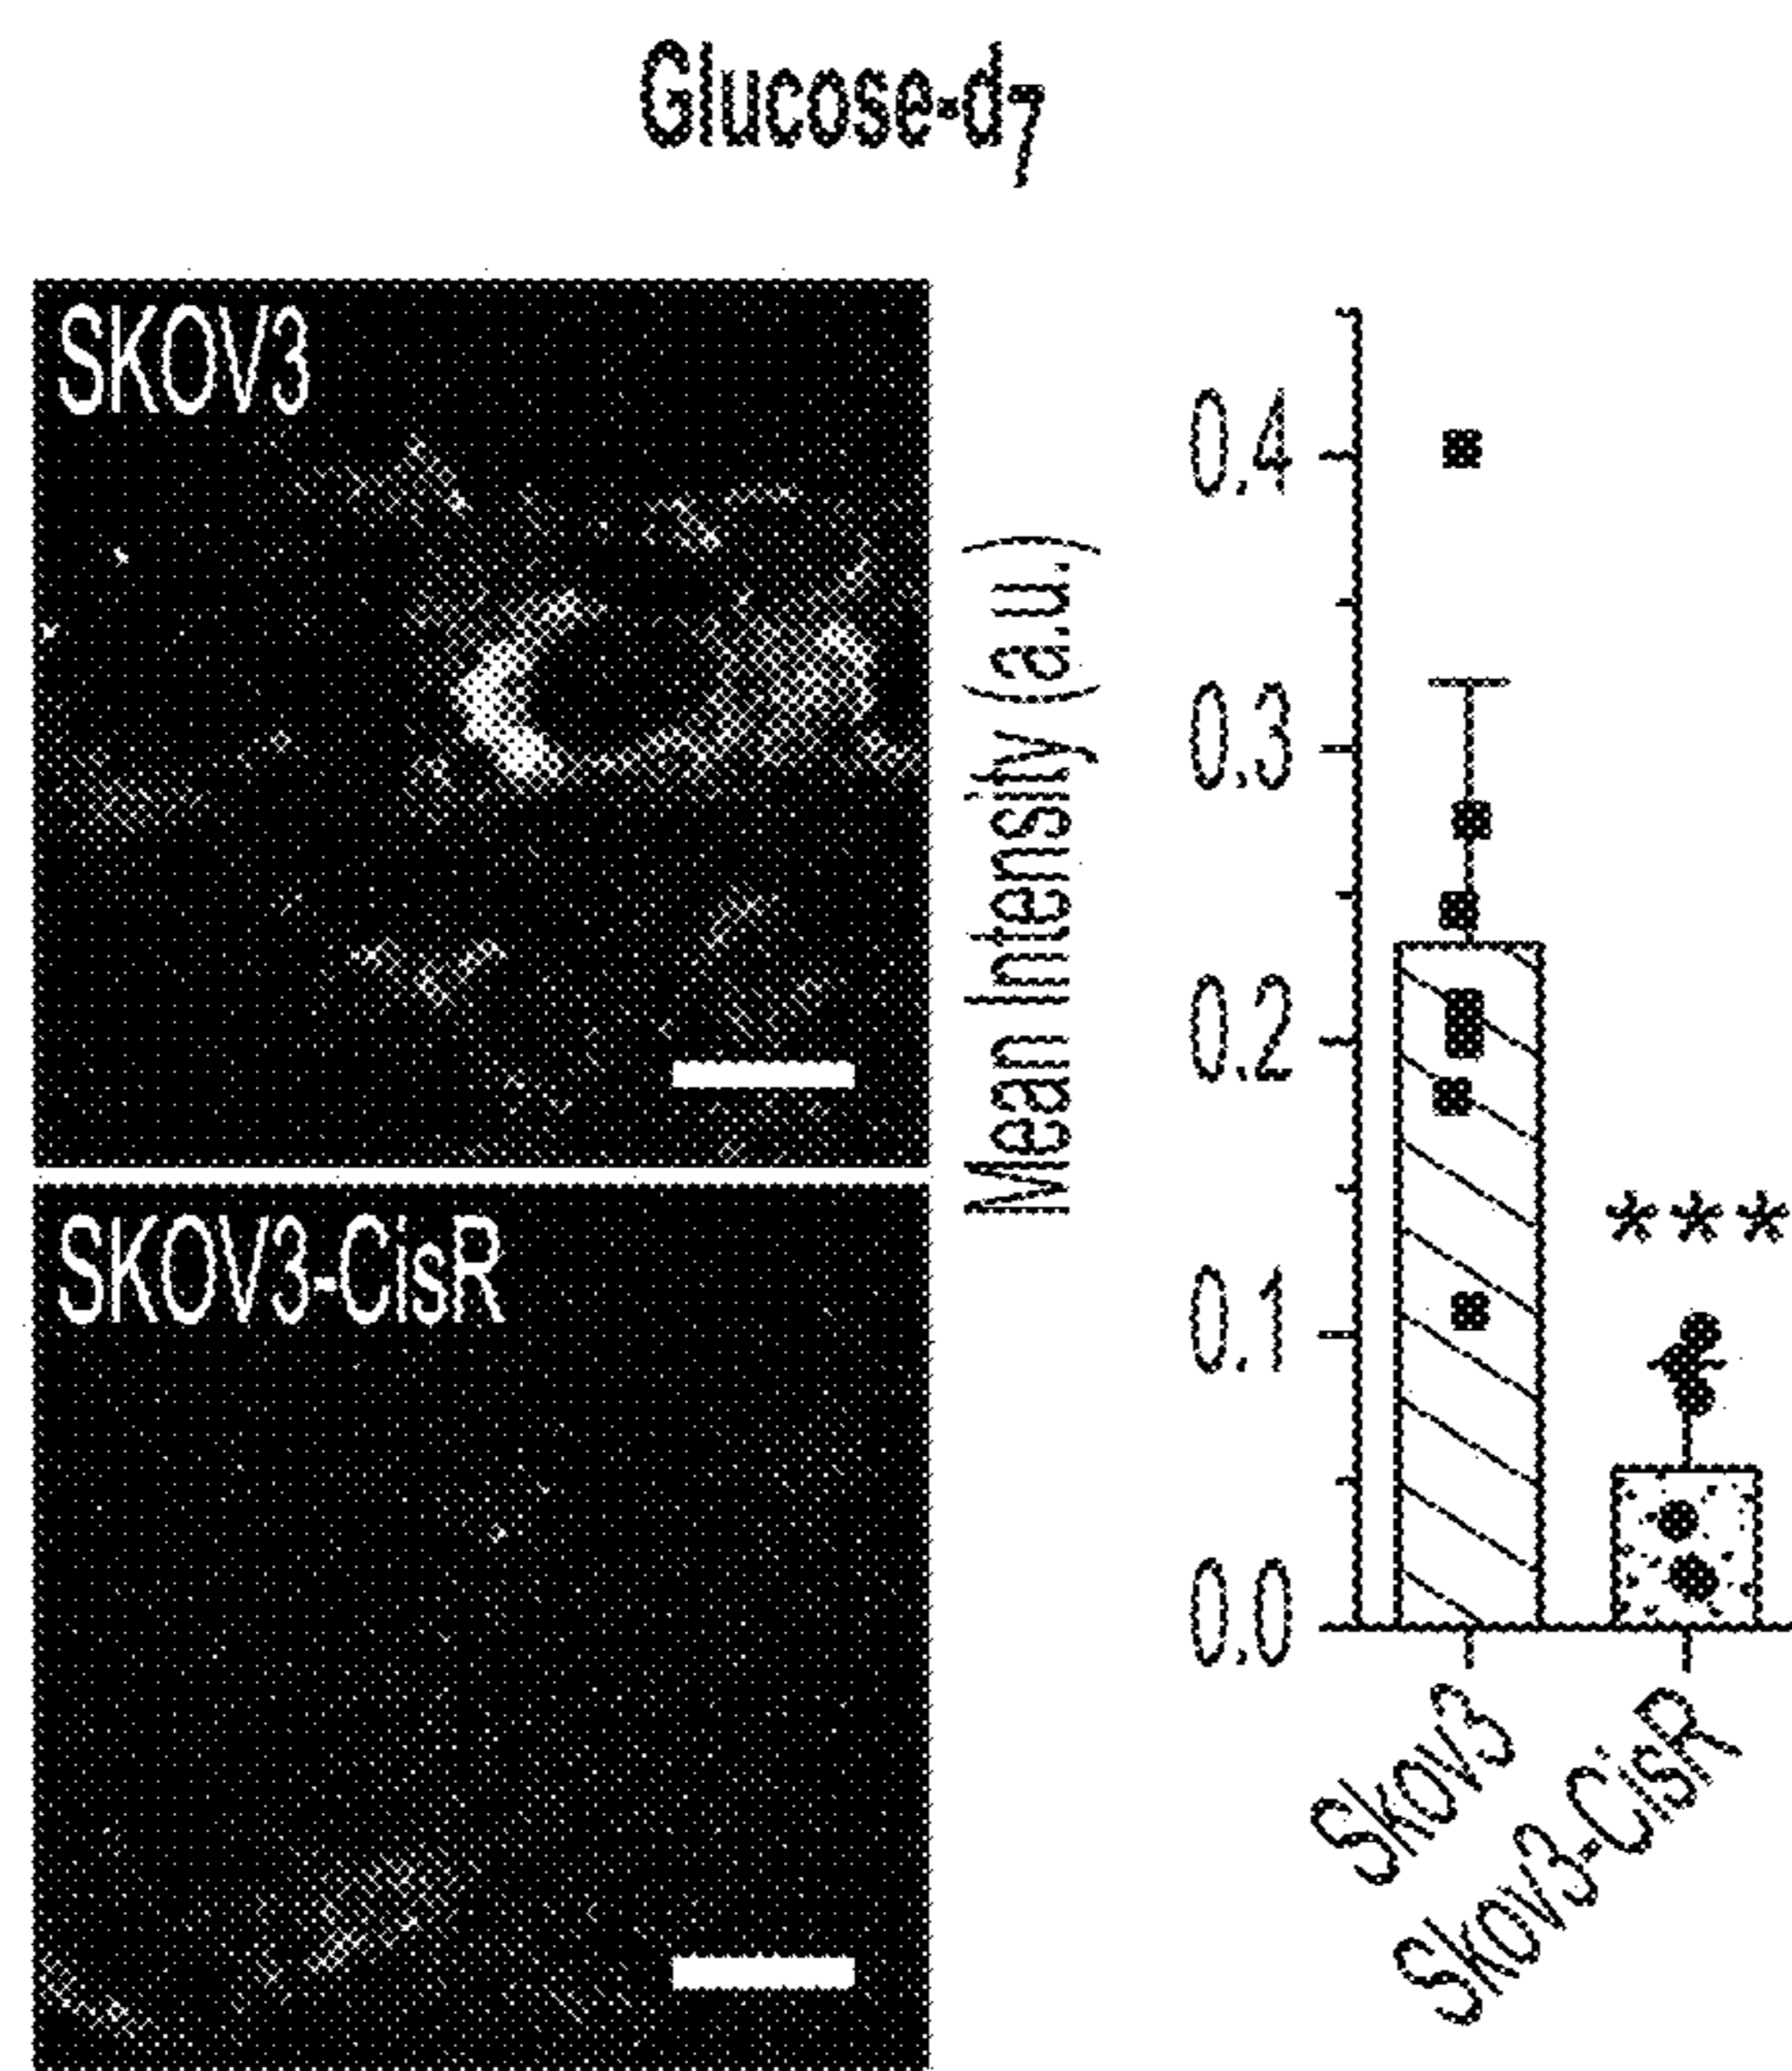 Glucose-d7
SKOV3
SKOV3-CisR
Mean Intensity (a.u.)
0.4
0.3
0.2
0.1
0.0
***
Skov3
Skov3-CisR